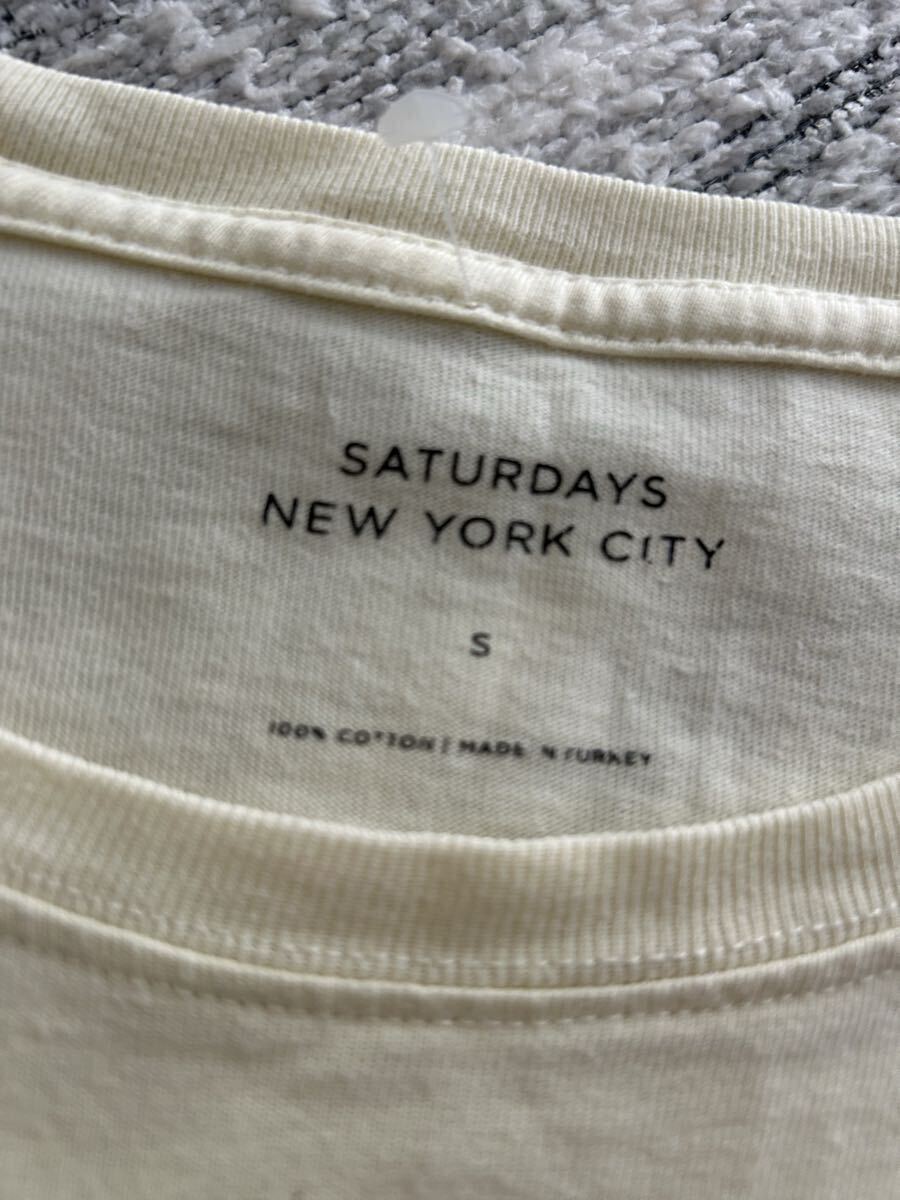 SATURDAYS
NEW YORK CITY
S
100% COTTON | MADE IN TURKEY